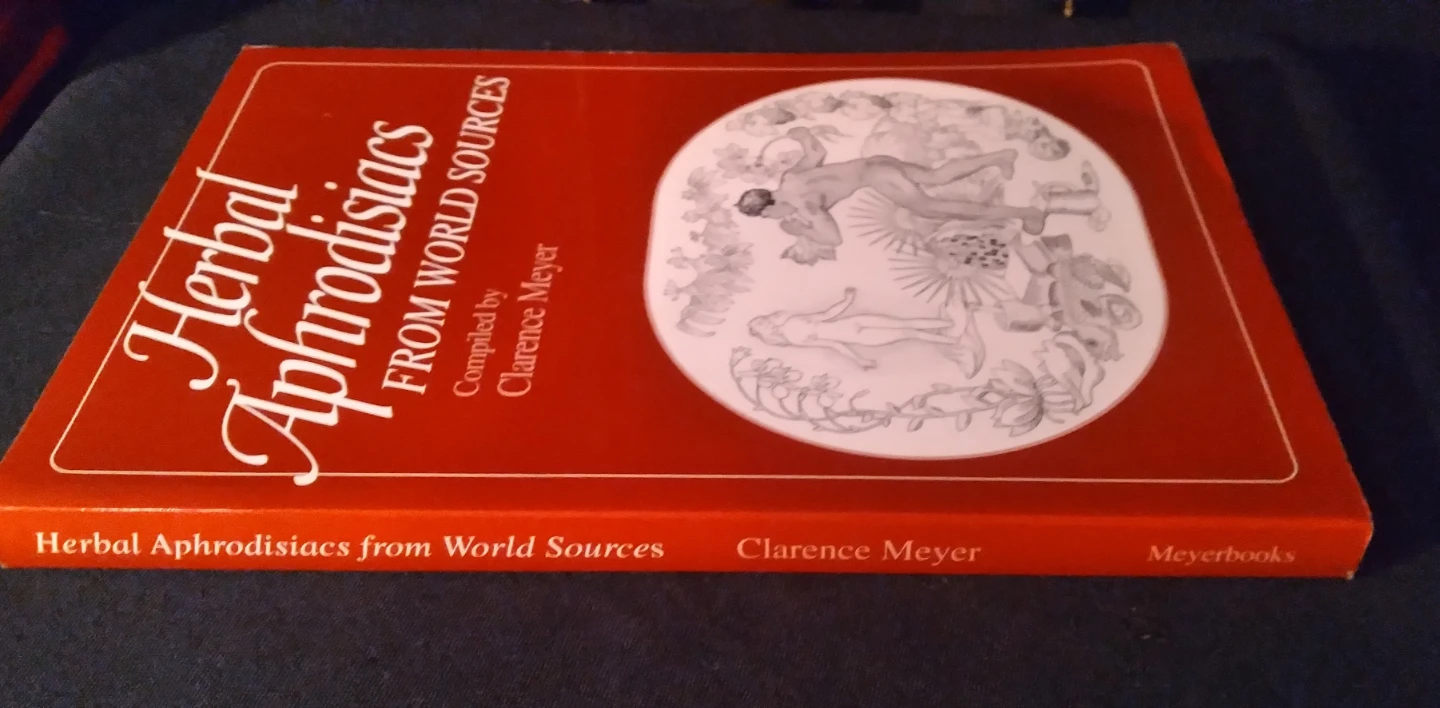 Herbal
Aphrodisiacs
FROM WORLD SOURCES
Compiled by
Clarence Meyer
Herbal Aphrodisiacs from World Sources Clarence Meyer Meyerbooks